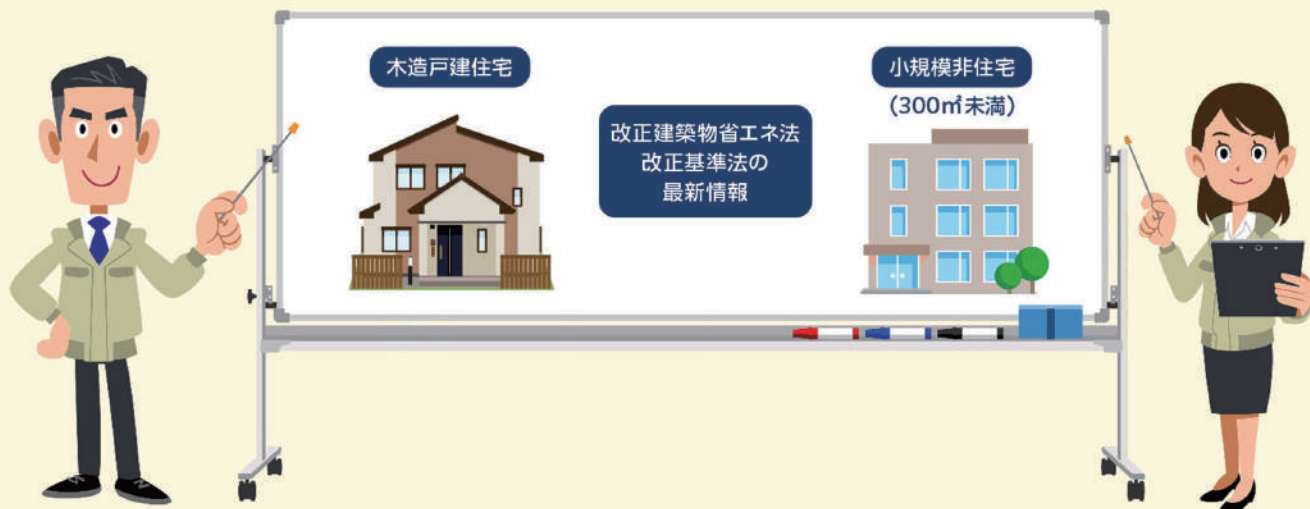 木造戸建住宅
改正建築物省エネ法
改正基準法の
最新情報
小規模非住宅
(300㎡未満)